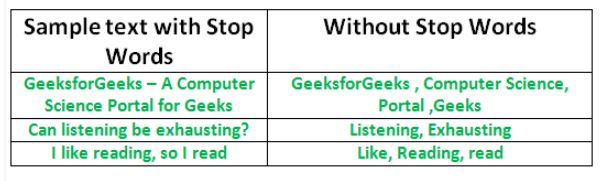 Sample text with Stop
Words
Without Stop Words
GeeksforGeeks – A Computer
Science Portal for Geeks
GeeksforGeeks , Computer Science,
Portal ,Geeks
Can listening be exhausting?
Listening, Exhausting
I like reading, so I read
Like, Reading, read